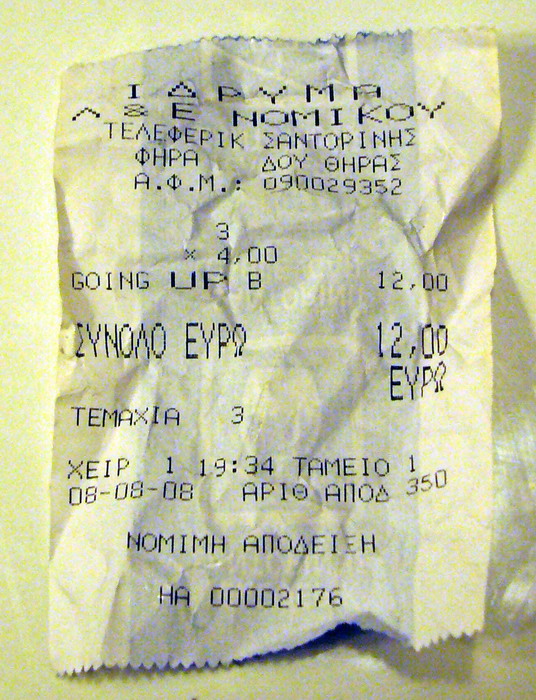 ΙΔΡΥΜΑ
Λ & Ε ΝΟΜΙΚΟΥ
ΤΕΛΕΦΕΡΙΚ ΣΑΝΤΟΡΙΝΗΣ
ΦΗΡΑ ΔΟΥ ΘΗΡΑΣ
Α.Φ.Μ.: 090029352
3
× 4,00
GOING UP B 12,00
ΣΥΝΟΛΟ ΕΥΡΩ 12,00
ΕΥΡΩ
ΤΕΜΑΧΙΑ 3
ΧΕΙΡ 1 19:34 ΤΑΜΕΙΟ 1
08-08-08 ΑΡΙΘ ΑΠΟΔ 350
ΝΟΜΙΜΗ ΑΠΟΔΕΙΞΗ
ΗΑ 00002176